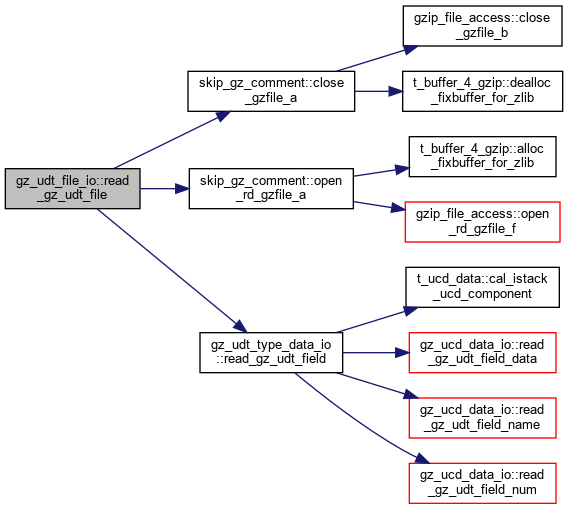 gz_udt_file_io::read
_gz_udt_file
skip_gz_comment::close
_gzfile_a
gzip_file_access::close
_gzfile_b
t_buffer_4_gzip::dealloc
_fixbuffer_for_zlib
skip_gz_comment::open
_rd_gzfile_a
t_buffer_4_gzip::alloc
_fixbuffer_for_zlib
gzip_file_access::open
_rd_gzfile_f
gz_udt_type_data_io
::read_gz_udt_field
t_ucd_data::cal_istack
_ucd_component
gz_ucd_data_io::read
_gz_udt_field_data
gz_ucd_data_io::read
_gz_udt_field_name
gz_ucd_data_io::read
_gz_udt_field_num